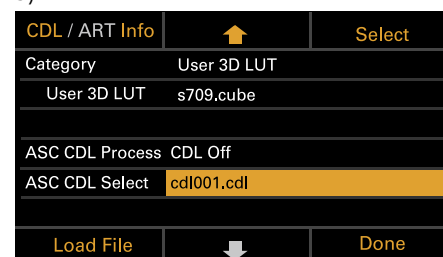 CDL / ART Info Select
Category User 3D LUT
User 3D LUT s709.cube
ASC CDL Process CDL Off
ASC CDL Select cdl001.cdl
Load File Done